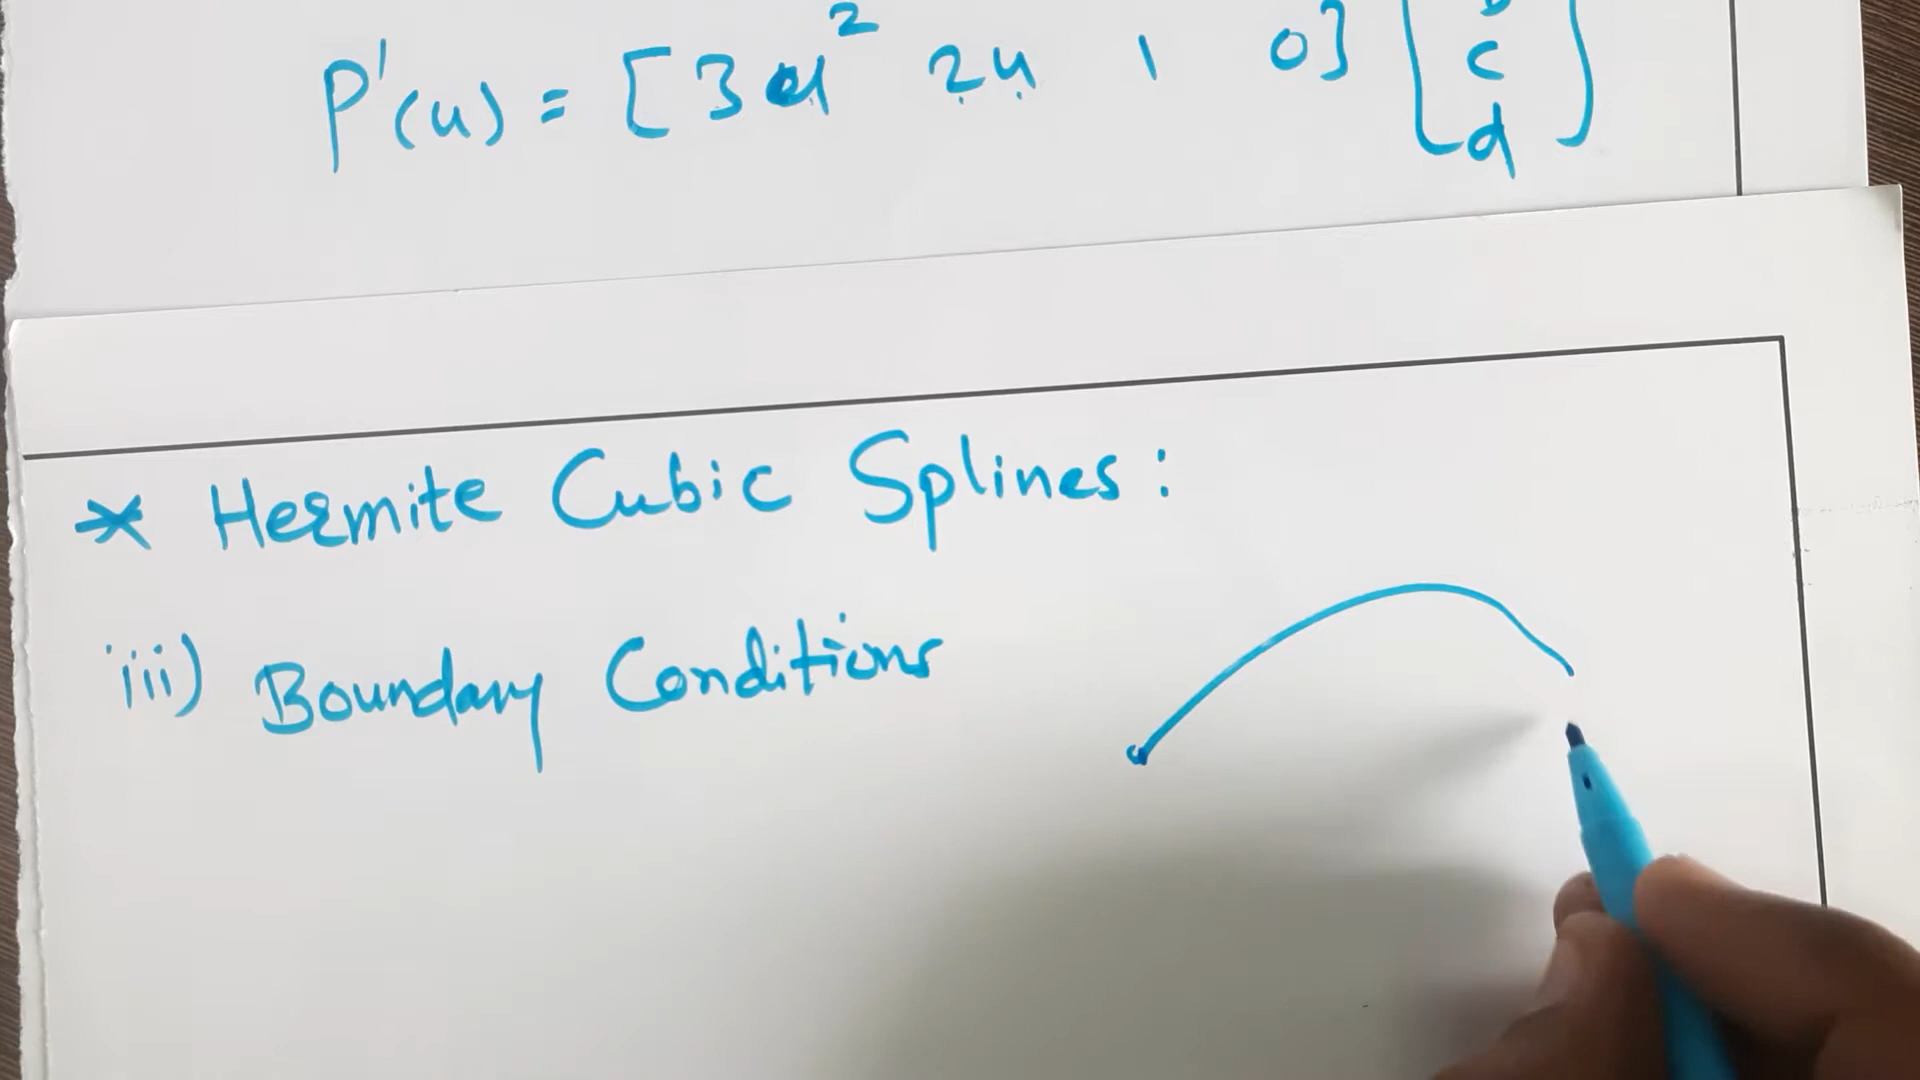 P'(u) = [3u² 2u 1 0] [c
d]
* Hermite Cubic Splines :
iii) Boundary Conditions